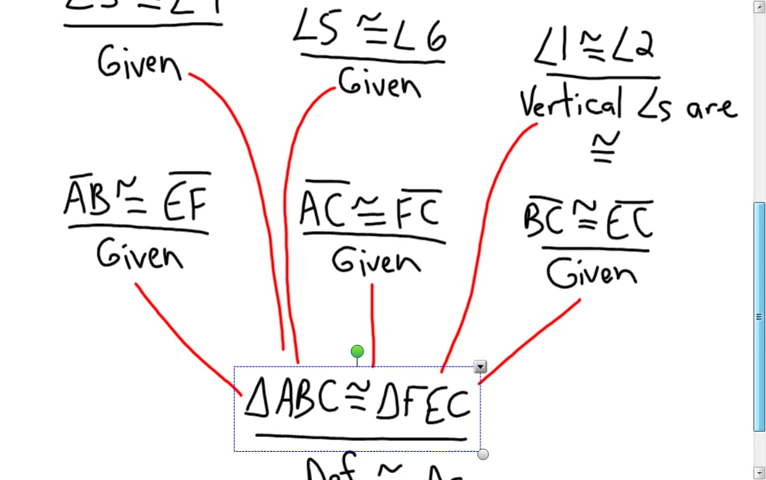 ∠5 ≅ ∠6
Given
Given
∠1 ≅ ∠2
Vertical ∠s are
≅
AB ≅ EF
Given
AC ≅ FC
Given
BC ≅ EC
Given
ΔABC ≅ ΔFEC